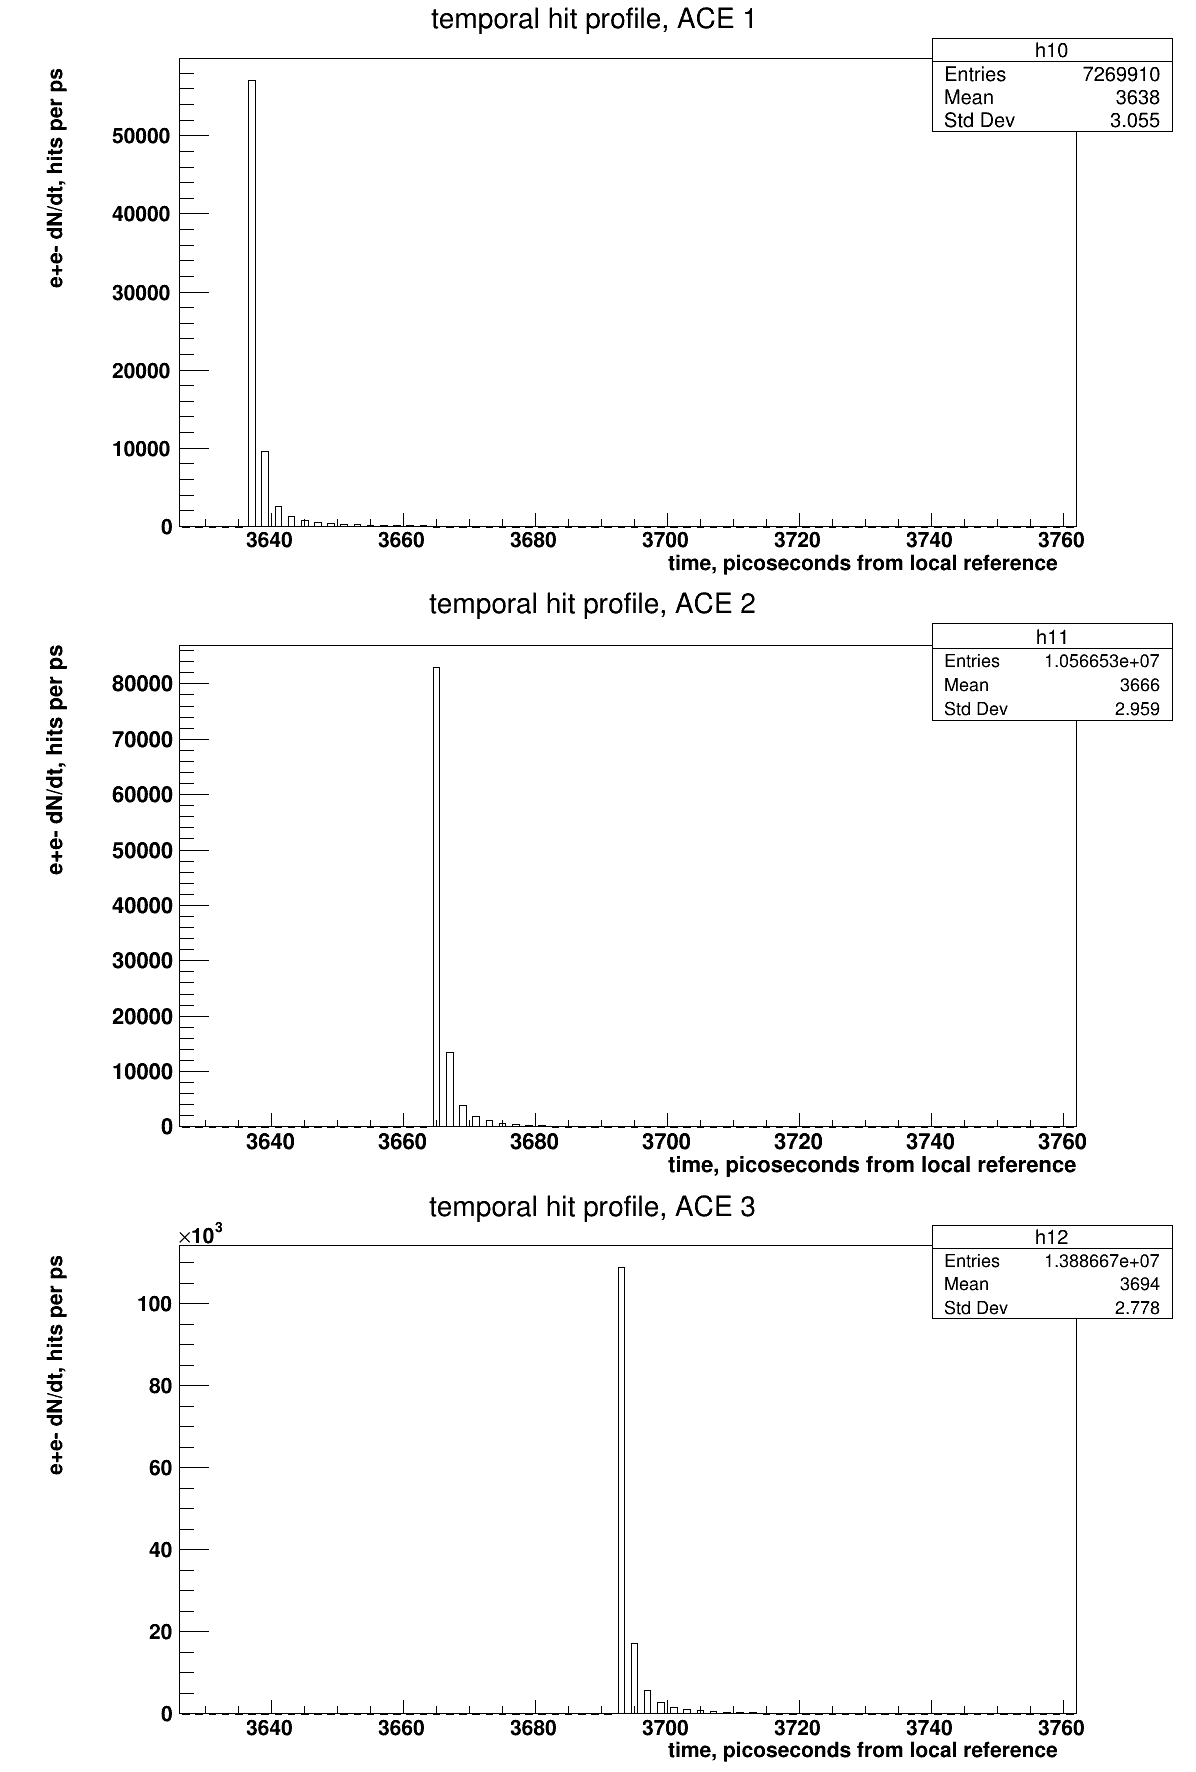 temporal hit profile, ACE 1
h10
Entries 7269910
Mean 3638
Std Dev 3.055
e+e- dN/dt, hits per ps
50000
40000
30000
20000
10000
0
3640 3660 3680 3700 3720 3740 3760
time, picoseconds from local reference
temporal hit profile, ACE 2
h11
Entries 1.056653e+07
Mean 3666
Std Dev 2.959
e+e- dN/dt, hits per ps
80000
70000
60000
50000
40000
30000
20000
10000
0
3640 3660 3680 3700 3720 3740 3760
time, picoseconds from local reference
temporal hit profile, ACE 3
×10³
h12
Entries 1.388667e+07
Mean 3694
Std Dev 2.778
e+e- dN/dt, hits per ps
100
80
60
40
20
0
3640 3660 3680 3700 3720 3740 3760
time, picoseconds from local reference